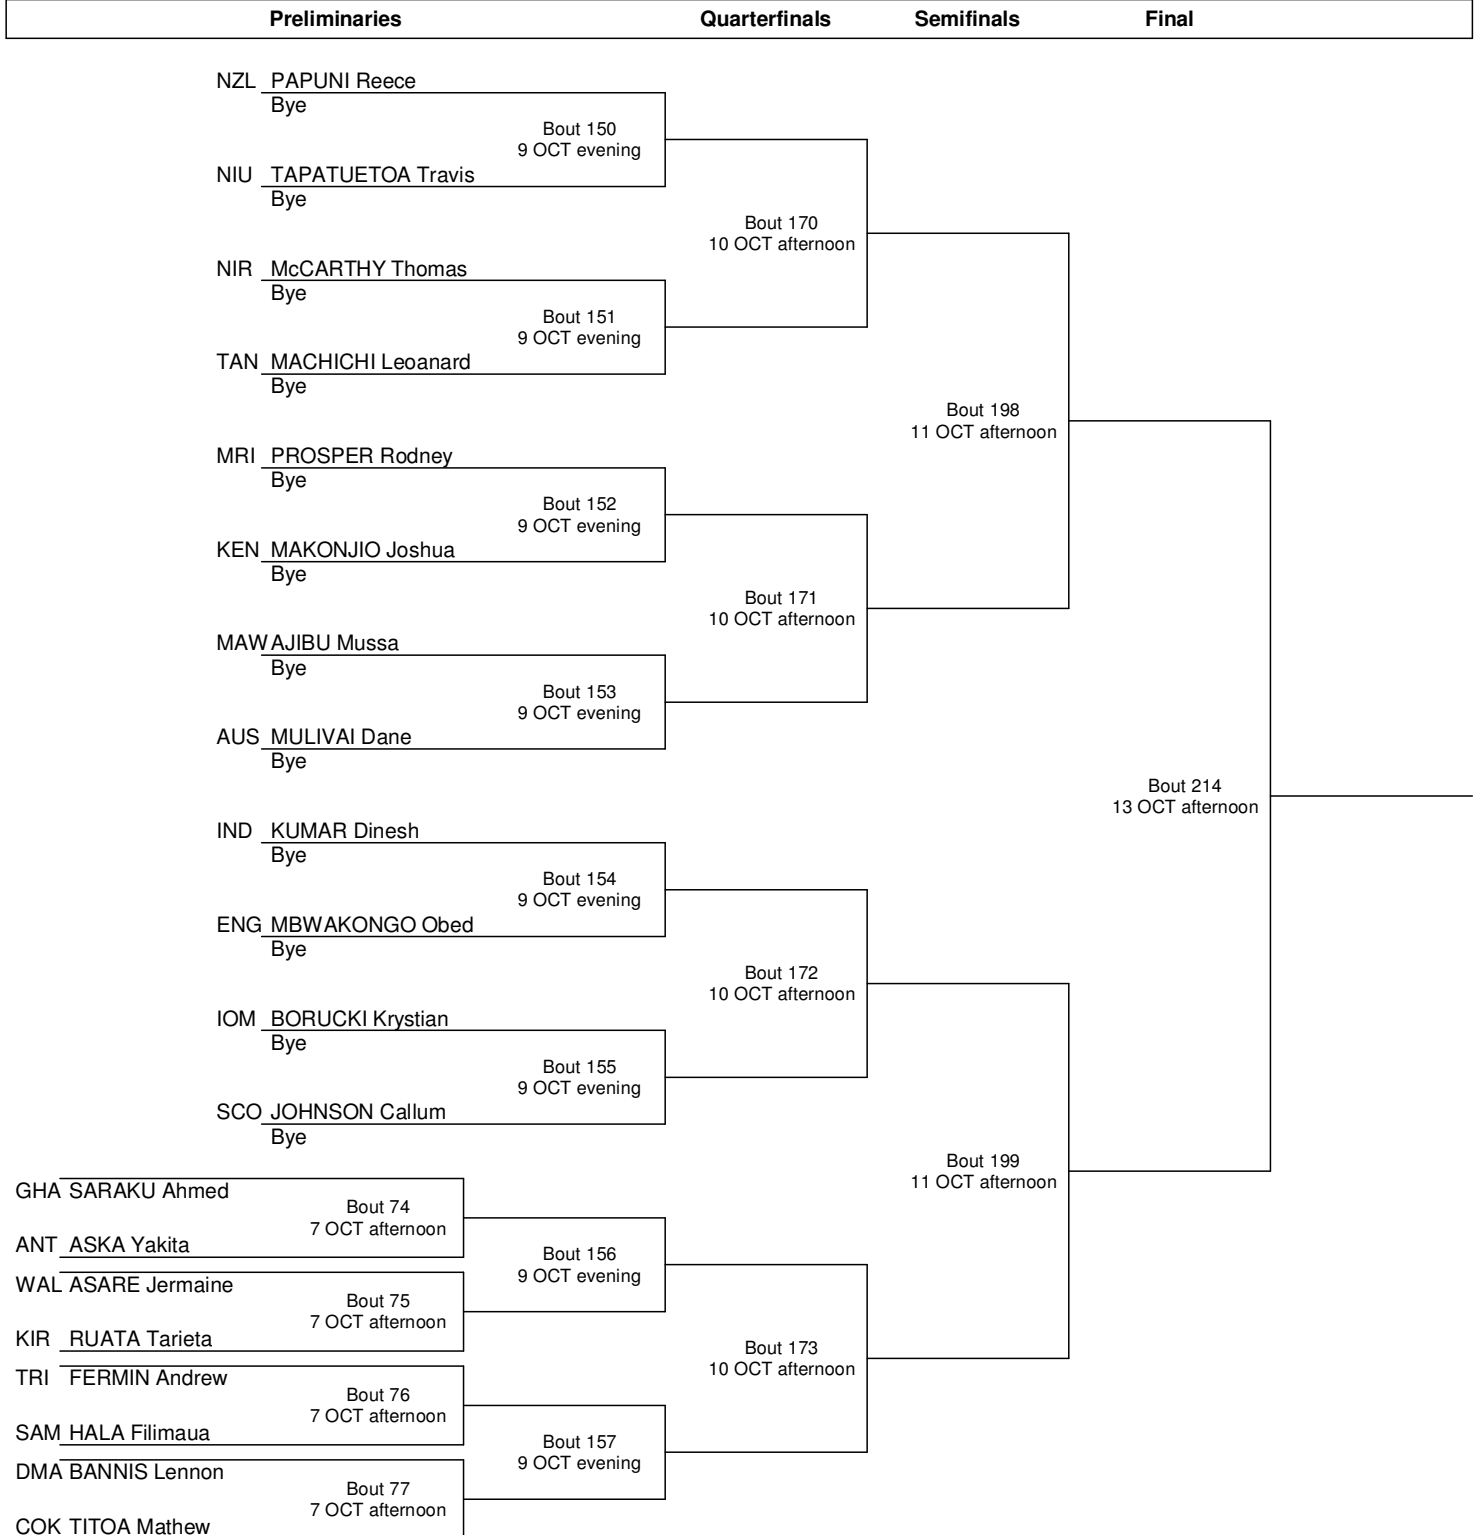 Preliminaries Quarterfinals Semifinals Final
NZL PAPUNI Reece
Bye
Bout 150
9 OCT evening
NIU TAPATUETOA Travis
Bye
Bout 170
10 OCT afternoon
NIR McCARTHY Thomas
Bye
Bout 151
9 OCT evening
TAN MACHICHI Leoanard
Bye
Bout 198
11 OCT afternoon
MRI PROSPER Rodney
Bye
Bout 152
9 OCT evening
KEN MAKONJIO Joshua
Bye
Bout 171
10 OCT afternoon
MAW AJIBU Mussa
Bye
Bout 153
9 OCT evening
AUS MULIVAI Dane
Bye
Bout 214
13 OCT afternoon
IND KUMAR Dinesh
Bye
Bout 154
9 OCT evening
ENG MBWAKONGO Obed
Bye
Bout 172
10 OCT afternoon
IOM BORUCKI Krystian
Bye
Bout 155
9 OCT evening
SCO JOHNSON Callum
Bye
Bout 199
11 OCT afternoon
GHA SARAKU Ahmed
Bout 74
7 OCT afternoon
ANT ASKA Yakita
Bout 156
9 OCT evening
WAL ASARE Jermaine
Bout 75
7 OCT afternoon
KIR RUATA Tarieta
Bout 173
10 OCT afternoon
TRI FERMIN Andrew
Bout 76
7 OCT afternoon
SAM HALA Filimaua
Bout 157
9 OCT evening
DMA BANNIS Lennon
Bout 77
7 OCT afternoon
COK TITOA Mathew